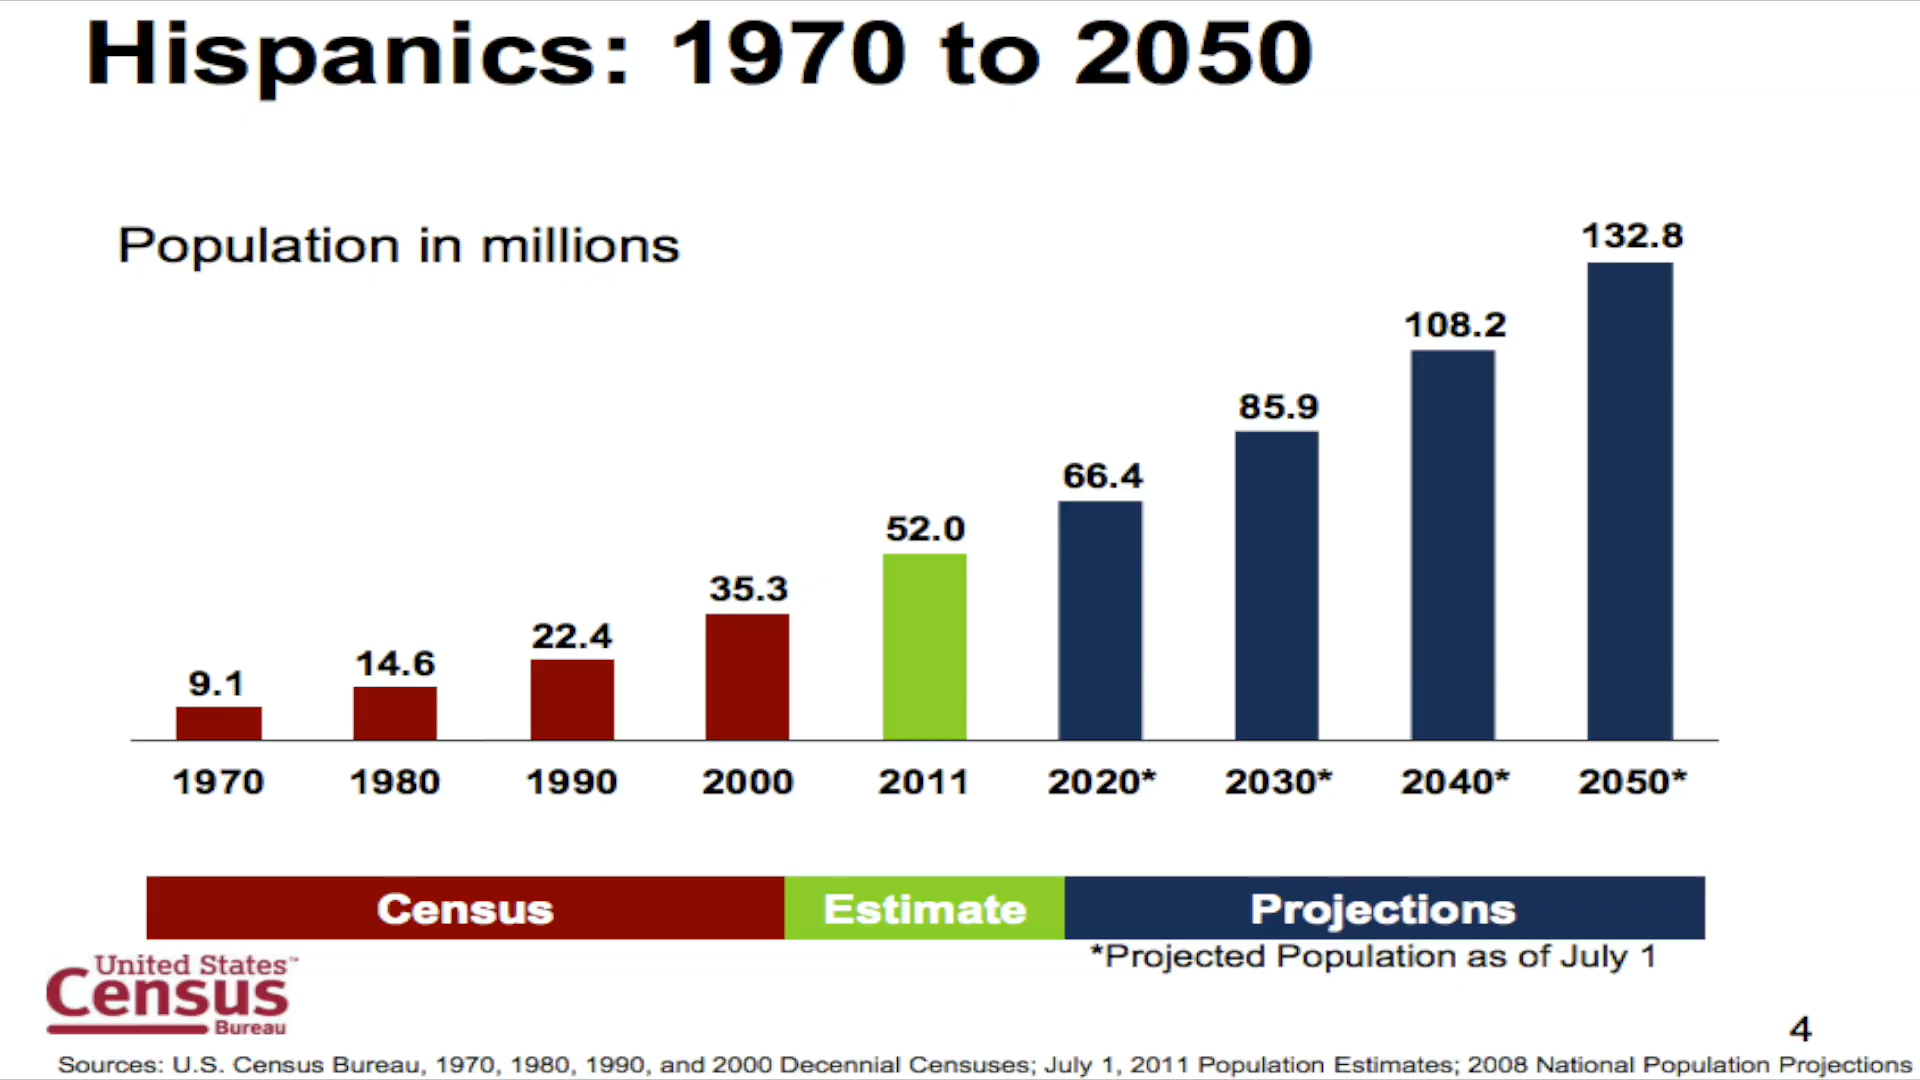 Hispanics: 1970 to 2050
Population in millions
9.1
14.6
22.4
35.3
52.0
66.4
85.9
108.2
132.8
1970 1980 1990 2000 2011 2020* 2030* 2040* 2050*
Census Estimate Projections
*Projected Population as of July 1
United States™
Census
Bureau
4
Sources: U.S. Census Bureau, 1970, 1980, 1990, and 2000 Decennial Censuses; July 1, 2011 Population Estimates; 2008 National Population Projections